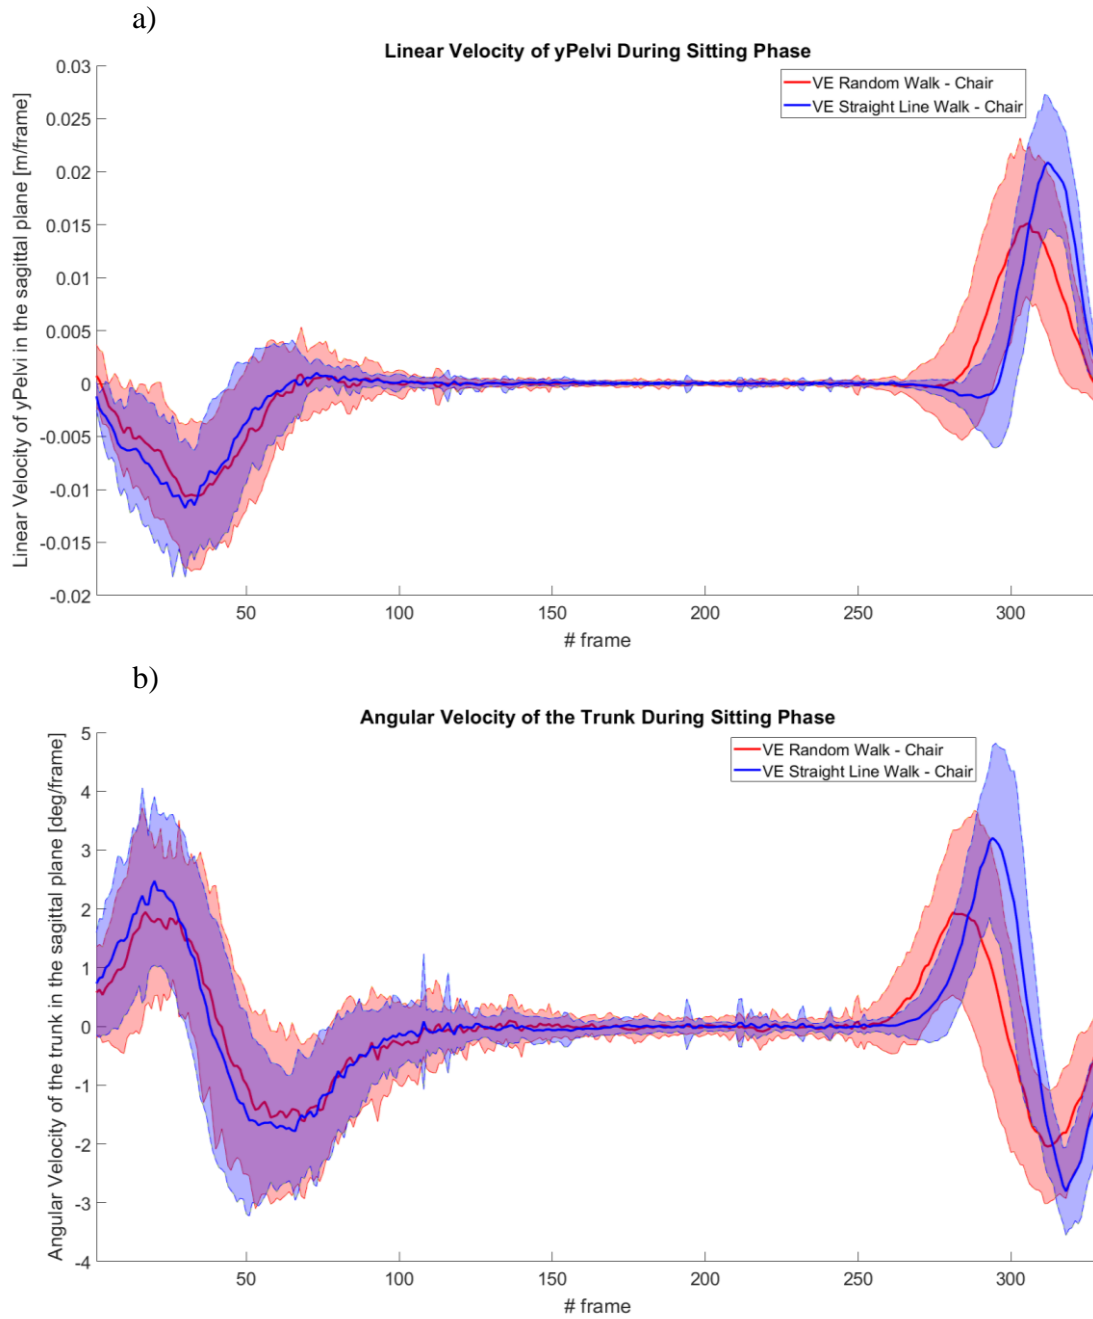 a)
Linear Velocity of yPelvi During Sitting Phase
Linear Velocity of yPelvi in the sagittal plane [m/frame]
0.03
0.025
0.02
0.015
0.01
0.005
0
-0.005
-0.01
-0.015
-0.02
VE Random Walk - Chair
VE Straight Line Walk - Chair
50 100 150 200 250 300
# frame
b)
Angular Velocity of the Trunk During Sitting Phase
Angular Velocity of the trunk in the sagittal plane [deg/frame]
5
4
3
2
1
0
-1
-2
-3
-4
VE Random Walk - Chair
VE Straight Line Walk - Chair
50 100 150 200 250 300
# frame